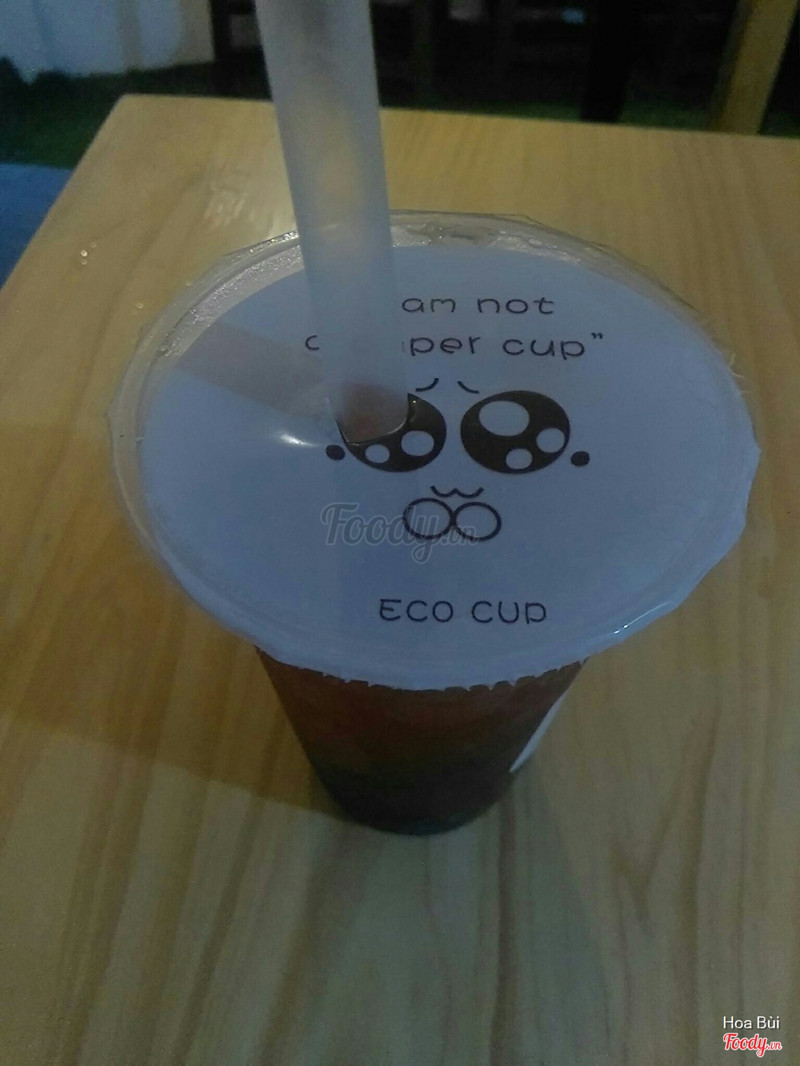 am not
cup”
ECO CUP
Foody.vn
Hoa Bùi
Foody.vn